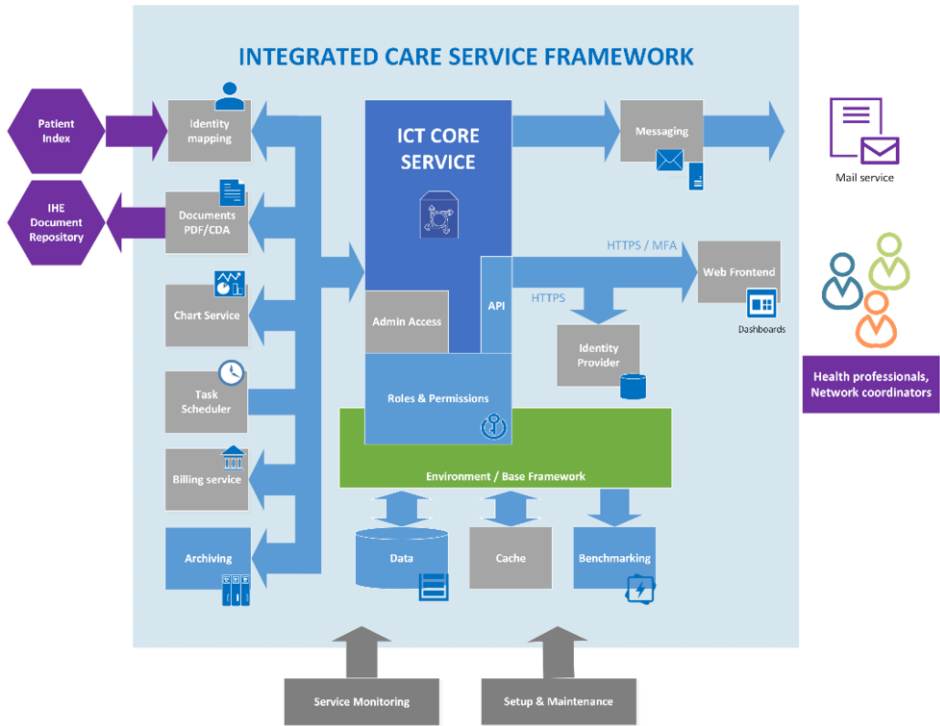 INTEGRATED CARE SERVICE FRAMEWORK
Patient
Index
Identity
mapping
ICT CORE
SERVICE
Messaging
Mail service
IHE
Document
Repository
Documents
PDF/CDA
HTTPS / MFA
Web Frontend
Dashboards
Chart Service
Admin Access
API
HTTPS
Identity
Provider
Health professionals,
Network coordinators
Task
Scheduler
Roles & Permissions
Billing service
Environment / Base Framework
Archiving
Data
Cache
Benchmarking
Service Monitoring
Setup & Maintenance